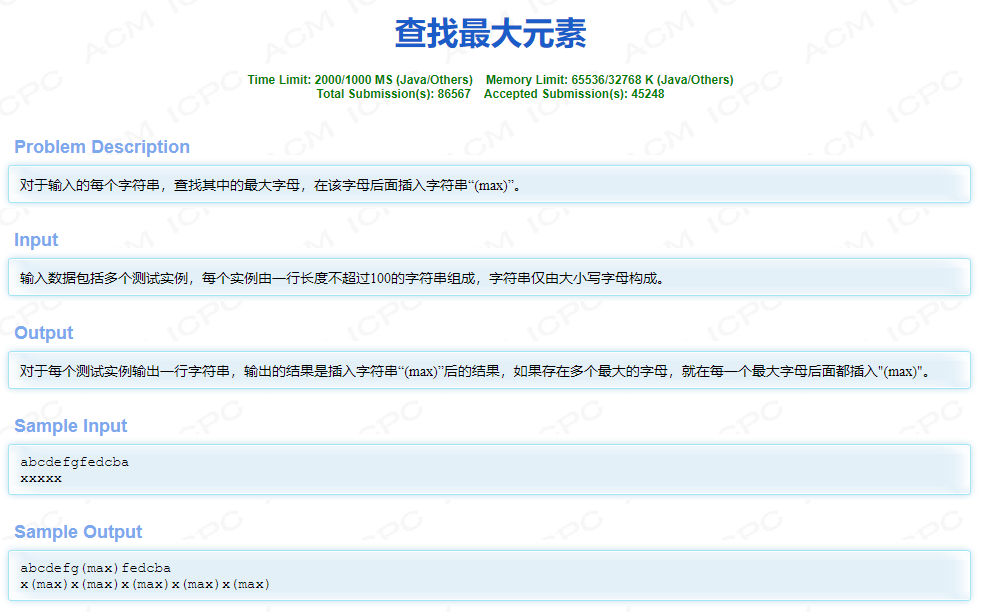 查找最大元素
Time Limit: 2000/1000 MS (Java/Others) Memory Limit: 65536/32768 K (Java/Others)
Total Submission(s): 86567 Accepted Submission(s): 45248
Problem Description
对于输入的每个字符串，查找其中的最大字母，在该字母后面插入字符串“(max)”。
Input
输入数据包括多个测试实例，每个实例由一行长度不超过100的字符串组成，字符串仅由大小写字母构成。
Output
对于每个测试实例输出一行字符串，输出的结果是插入字符串“(max)”后的结果，如果存在多个最大的字母，就在每一个最大字母后面都插入"(max)"。
Sample Input
abcdefgfedcba
xxxxx
Sample Output
abcdefg(max)fedcba
x(max)x(max)x(max)x(max)x(max)